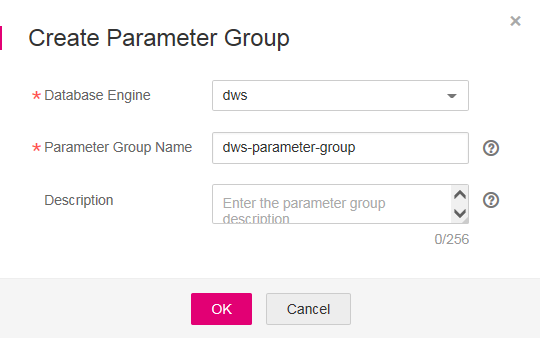 Create Parameter Group
* Database Engine
dws
* Parameter Group Name
dws-parameter-group
Description
Enter the parameter group
description
0/256
OK
Cancel